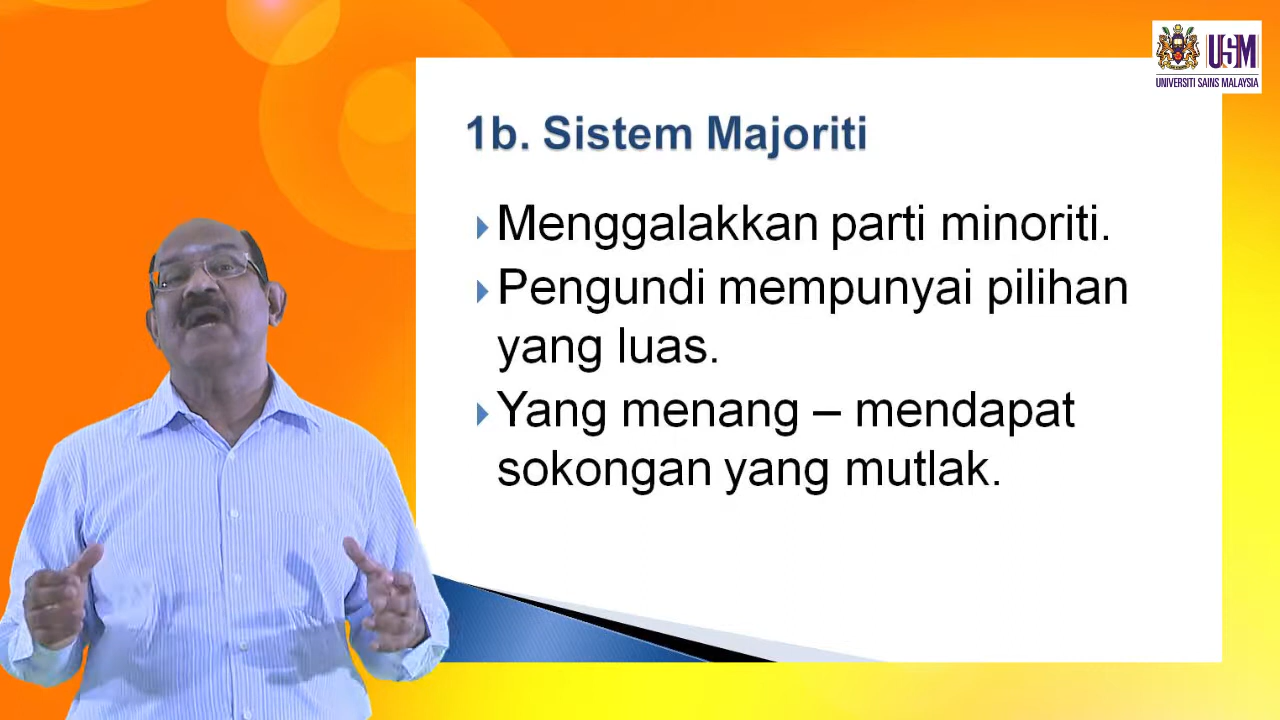 USM
UNIVERSITI SAINS MALAYSIA
1b. Sistem Majoriti
Menggalakkan parti minoriti.
Pengundi mempunyai pilihan
yang luas.
Yang menang – mendapat
sokongan yang mutlak.